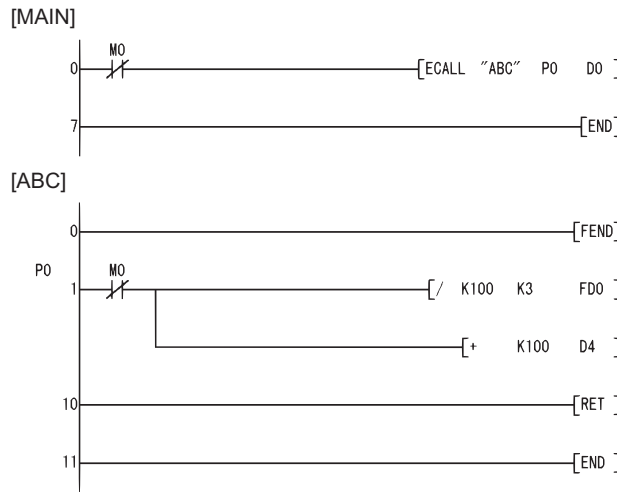 [MAIN]
M0
0 [ECALL "ABC" P0 D0 ]
7 [END]
[ABC]
0 [FEND]
P0 M0
1 [/ K100 K3 FD0 ]
[+ K100 D4 ]
10 [RET ]
11 [END ]